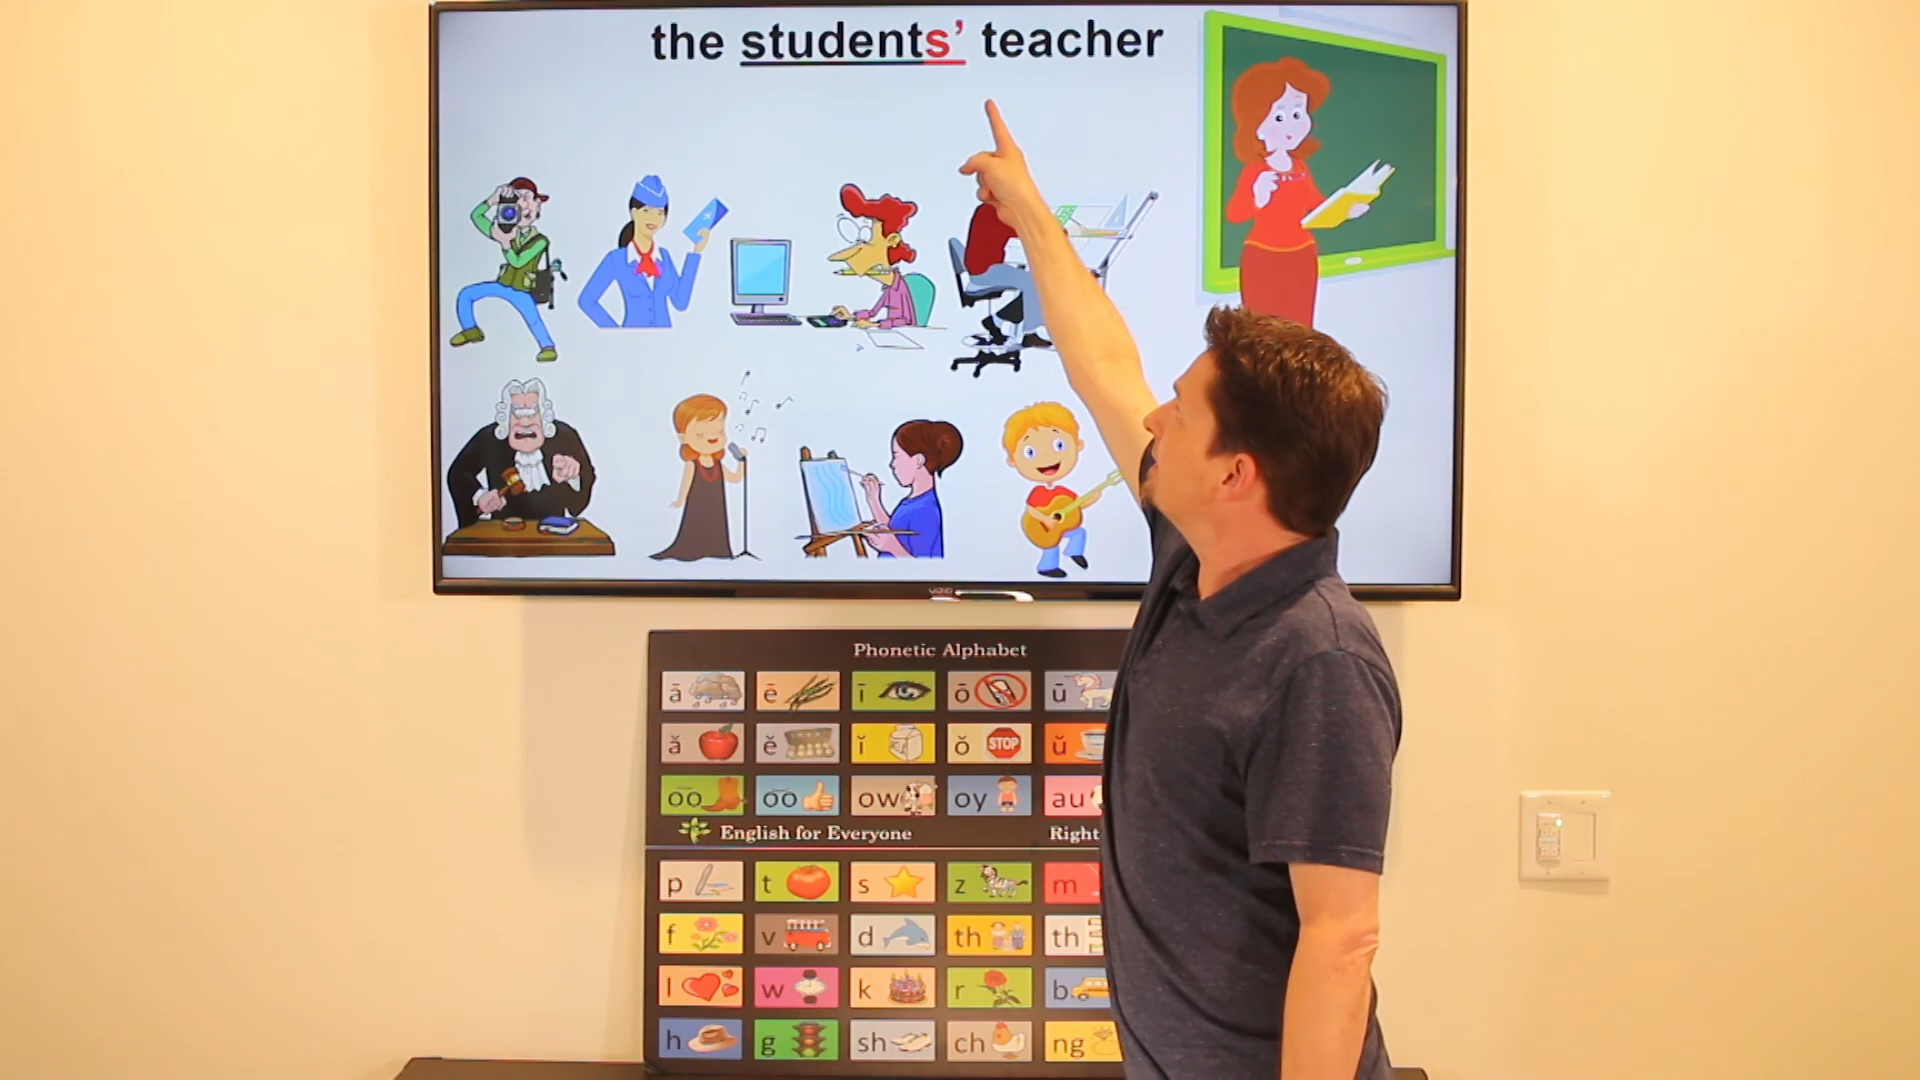 the students’ teacher
Phonetic Alphabet
ā ē ī ō ū
ă ĕ ĭ ŏ STOP ŭ
o͞o o͝o ow oy au
English for Everyone Right
p t s z m
f v d th th
l w k r b
h g sh ch ng